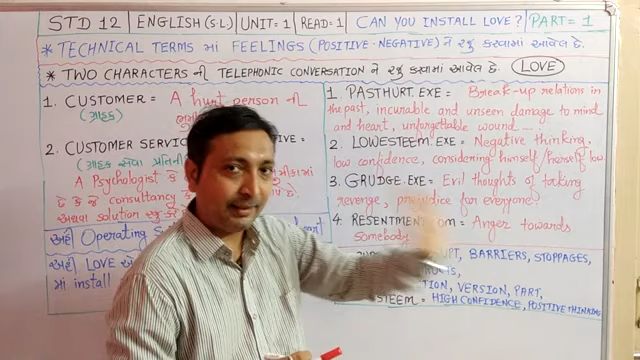 STD 12 | ENGLISH (S.L) | UNIT=1 | READ=1 | CAN YOU INSTALL LOVE? | PART=1
* TECHNICAL TERMS માં FEELINGS (POSITIVE-NEGATIVE) ને રજૂ કરવામાં આવેલ છે.
* TWO CHARACTERS ની TELEPHONIC CONVERSATION ને રજૂ કરવામાં આવેલ છે. LOVE
1. CUSTOMER = A hurt person ની
(ગ્રાહક)
2. CUSTOMER SERVIC
(ગ્રાહક સેવા
A Psychologist કે
કે જે Consultancy
અથવા solution
અહીં Operating
અહીં LOVE એ
માં install
1. PASTHURT.EXE = Break-up relations in
the past, incurable and unseen damage to mind
and heart, unforgettable wound....
2. LOWESTEEM.EXE = Negative thinking,
low confidence, considering himself/herself low.
3. GRUDGE.EXE = Evil thoughts of taking
revenge, prejudice for everyone.
4. RESENTMENT.COM = Anger towards
somebody
BARRIERS, STOPPAGES,
VERSION, PART,
STEEM = HIGH CONFIDENCE, POSITIVE THINKING